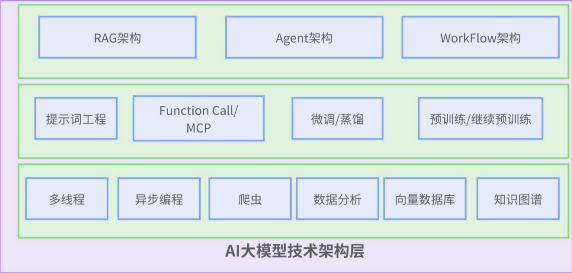 RAG架构
Agent架构
WorkFlow架构
提示词工程
Function Call/
MCP
微调/蒸馏
预训练/继续预训练
多线程
异步编程
爬虫
数据分析
向量数据库
知识图谱
AI大模型技术架构层